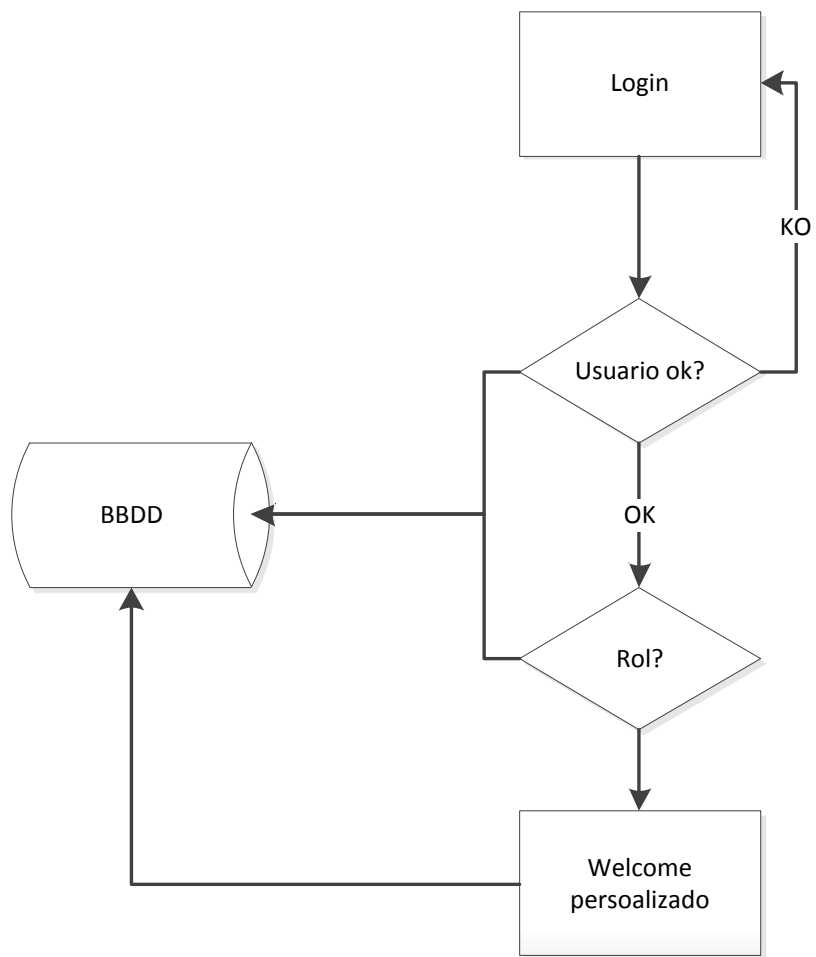 Login
KO
Usuario ok?
BBDD
OK
Rol?
Welcome
persoalizado